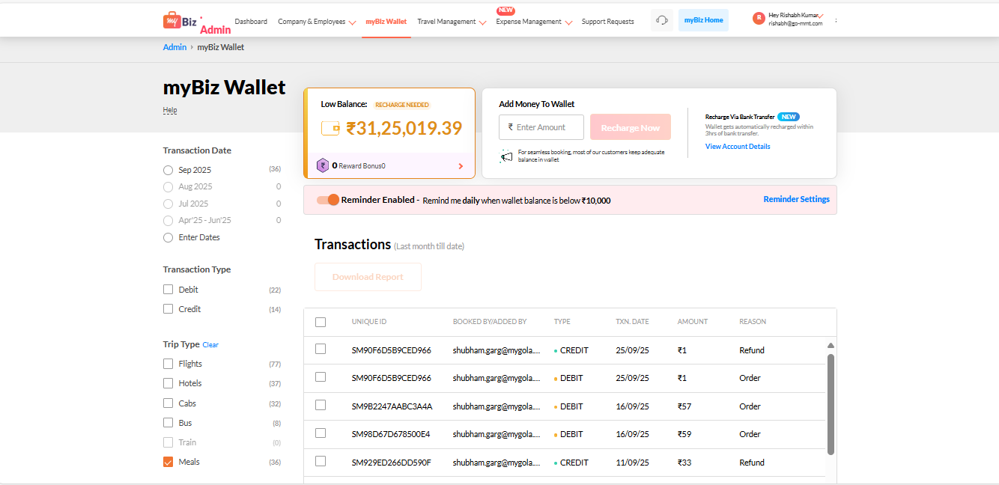 my Biz Admin
Dashboard
Company & Employees
myBiz Wallet
Travel Management
NEW
Expense Management
Support Requests
myBiz Home
R
Hey Rishabh Kumar
rishabh@go-mmt.com
Admin › myBiz Wallet
myBiz Wallet
Help
Low Balance: RECHARGE NEEDED
₹31,25,019.39
₹ 0 Reward Bonus0
Add Money To Wallet
₹ Enter Amount
Recharge Now
For seamless booking, most of our customers keep adequate
balance in wallet
Recharge Via Bank Transfer NEW
Wallet gets automatically recharged within
3hrs of bank transfer.
View Account Details
Reminder Enabled - Remind me daily when wallet balance is below ₹10,000
Reminder Settings
Transaction Date
Sep 2025 (36)
Aug 2025 0
Jul 2025 0
Apr'25 - Jun'25 0
Enter Dates
Transaction Type
Debit (22)
Credit (14)
Trip Type Clear
Flights (77)
Hotels (37)
Cabs (32)
Bus (8)
Train (0)
Meals (36)
Transactions (Last month till date)
Download Report
UNIQUE ID BOOKED BY/ADDED BY TYPE TXN. DATE AMOUNT REASON
SM90F6D5B9CED966 shubham.garg@mygola.... CREDIT 25/09/25 ₹1 Refund
SM90F6D5B9CED966 shubham.garg@mygola.... DEBIT 25/09/25 ₹1 Order
SM9B2247AABC3A4A shubham.garg@mygola.... DEBIT 16/09/25 ₹57 Order
SM98D67D678500E4 shubham.garg@mygola.... DEBIT 16/09/25 ₹59 Order
SM929ED266DD590F shubham.garg@mygola.... CREDIT 11/09/25 ₹33 Refund